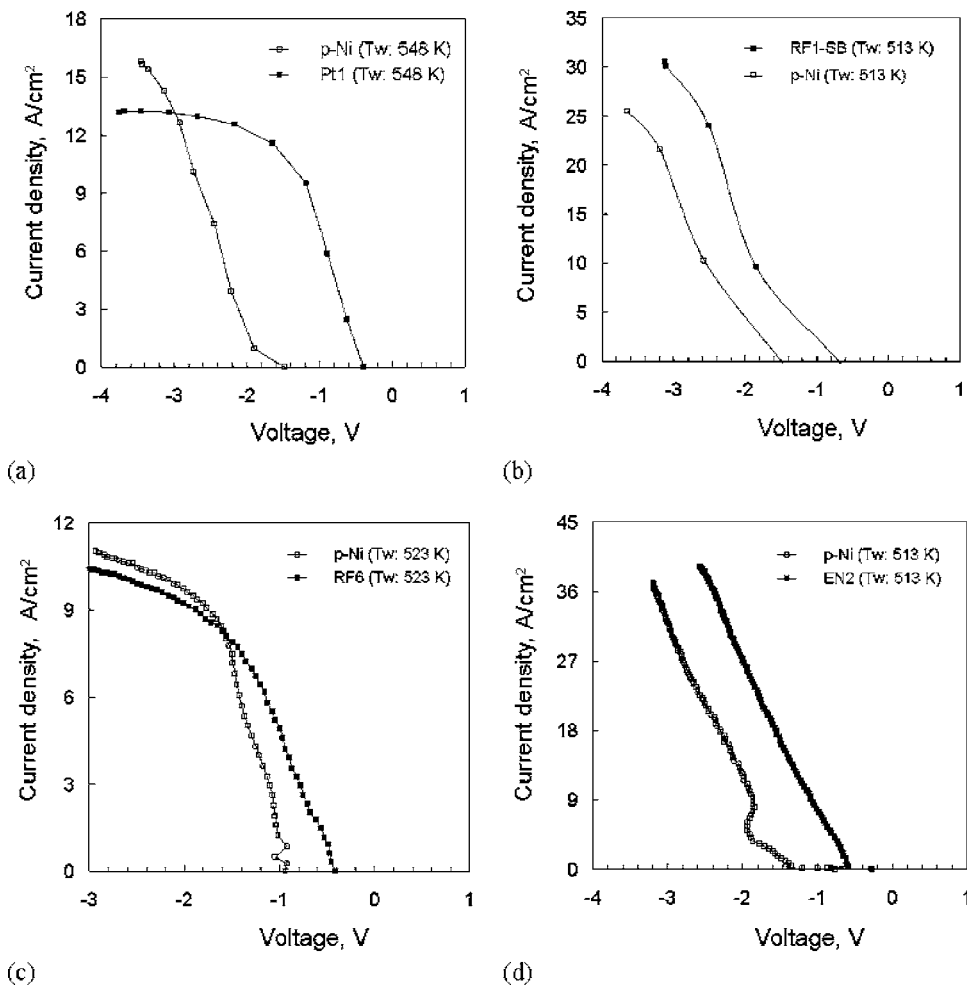 18
15
12
9
6
3
0
Current density, A/cm²
p-Ni (Tw: 548 K)
Pt1 (Tw: 548 K)
-4 -3 -2 -1 0 1
Voltage, V
(a)
35
30
25
20
15
10
5
0
Current density, A/cm²
RF1-SB (Tw: 513 K)
p-Ni (Tw: 513 K)
-4 -3 -2 -1 0 1
Voltage, V
(b)
12
9
6
3
0
Current density, A/cm²
p-Ni (Tw: 523 K)
RF6 (Tw: 523 K)
-3 -2 -1 0 1
Voltage, V
(c)
45
36
27
18
9
0
Current density, A/cm²
p-Ni (Tw: 513 K)
EN2 (Tw: 513 K)
-4 -3 -2 -1 0 1
Voltage, V
(d)